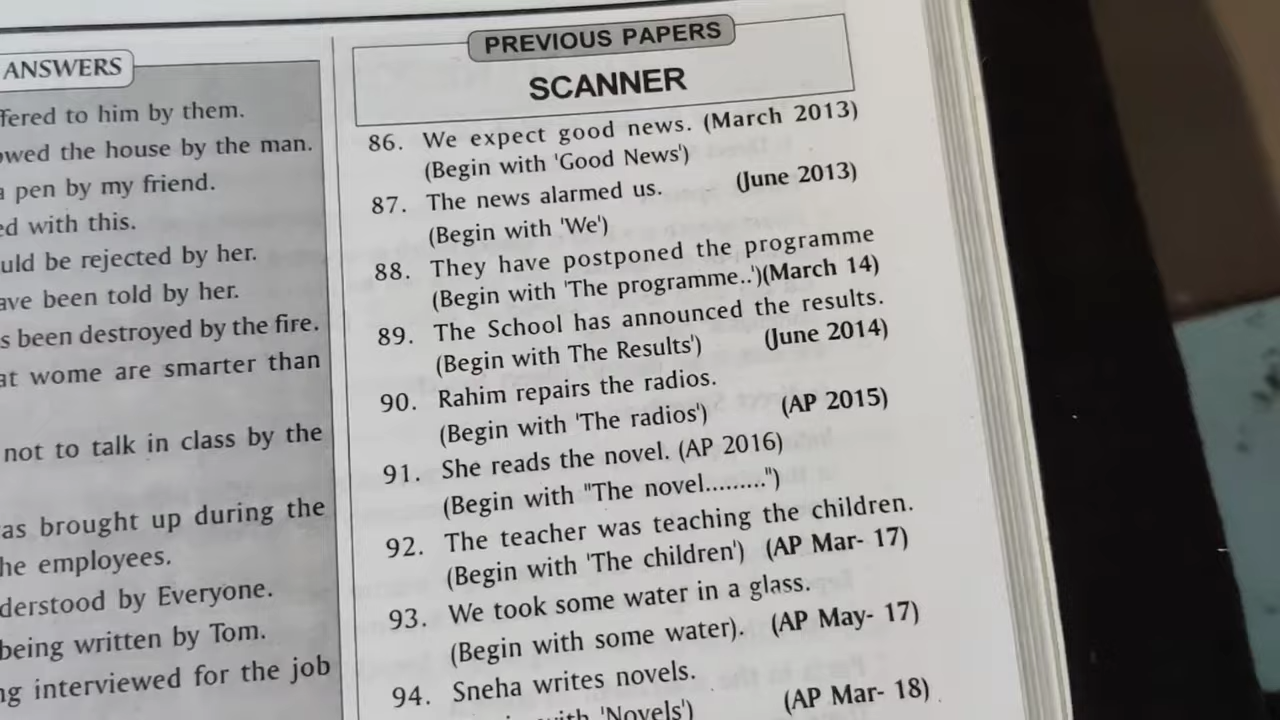 ANSWERS
ffered to him by them.
owed the house by the man.
a pen by my friend.
ed with this.
uld be rejected by her.
ave been told by her.
s been destroyed by the fire.
at wome are smarter than
not to talk in class by the
as brought up during the
he employees.
derstood by Everyone.
being written by Tom.
ng interviewed for the job
PREVIOUS PAPERS
SCANNER
86. We expect good news. (March 2013)
(Begin with 'Good News')
87. The news alarmed us. (June 2013)
(Begin with 'We')
88. They have postponed the programme
(Begin with 'The programme..')(March 14)
89. The School has announced the results.
(Begin with The Results') (June 2014)
90. Rahim repairs the radios.
(Begin with 'The radios') (AP 2015)
91. She reads the novel. (AP 2016)
(Begin with "The novel.........")
92. The teacher was teaching the children.
(Begin with 'The children') (AP Mar- 17)
93. We took some water in a glass.
(Begin with some water). (AP May- 17)
94. Sneha writes novels.
with 'Novels') (AP Mar- 18)